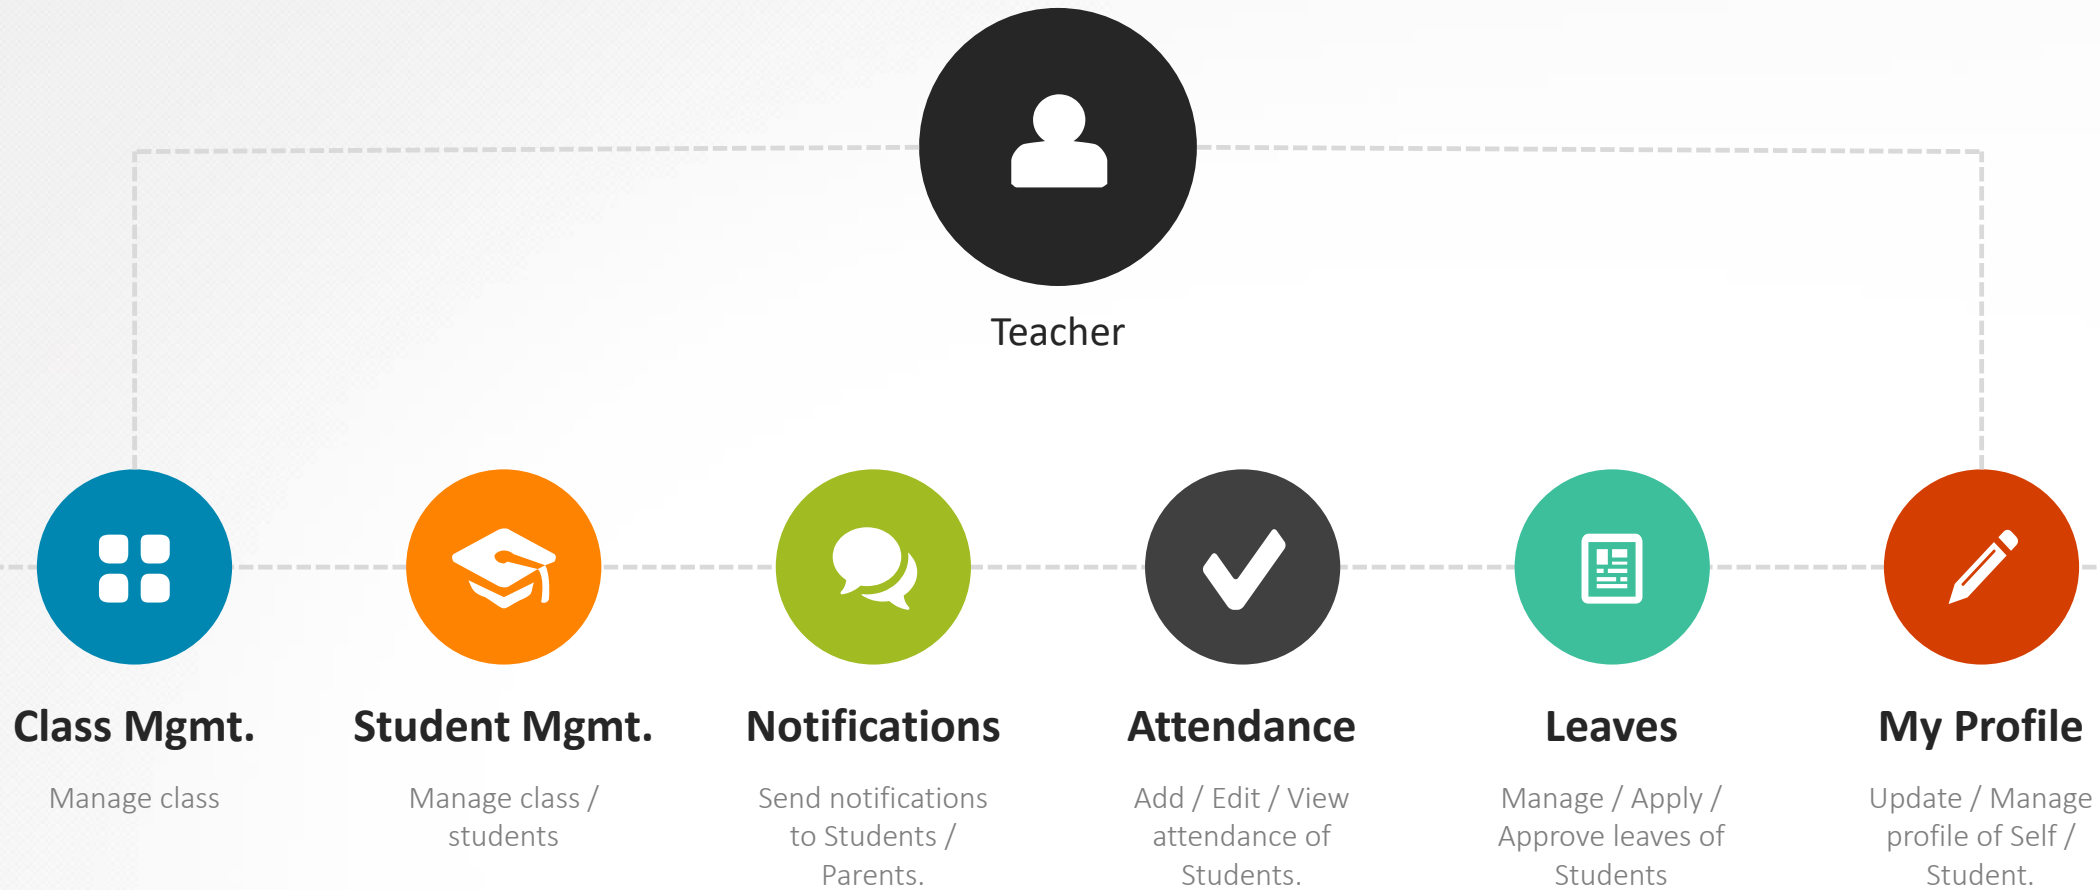 Teacher
Class Mgmt.
Manage class
Student Mgmt.
Manage class /
students
Notifications
Send notifications
to Students /
Parents.
Attendance
Add / Edit / View
attendance of
Students.
Leaves
Manage / Apply /
Approve leaves of
Students
My Profile
Update / Manage
profile of Self /
Student.